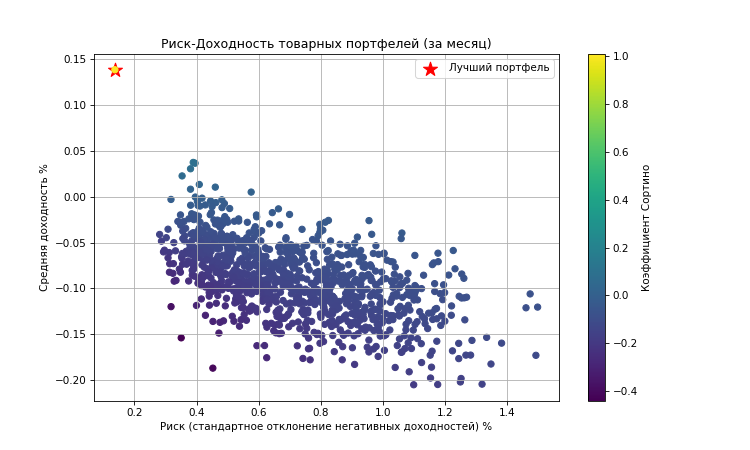 Риск-Доходность товарных портфелей (за месяц)
Лучший портфель
0.15
0.10
0.05
0.00
−0.05
−0.10
−0.15
−0.20
Средняя доходность %
0.2 0.4 0.6 0.8 1.0 1.2 1.4
Риск (стандартное отклонение негативных доходностей) %
1.0
0.8
0.6
0.4
0.2
0.0
−0.2
−0.4
Коэффициент Сортино